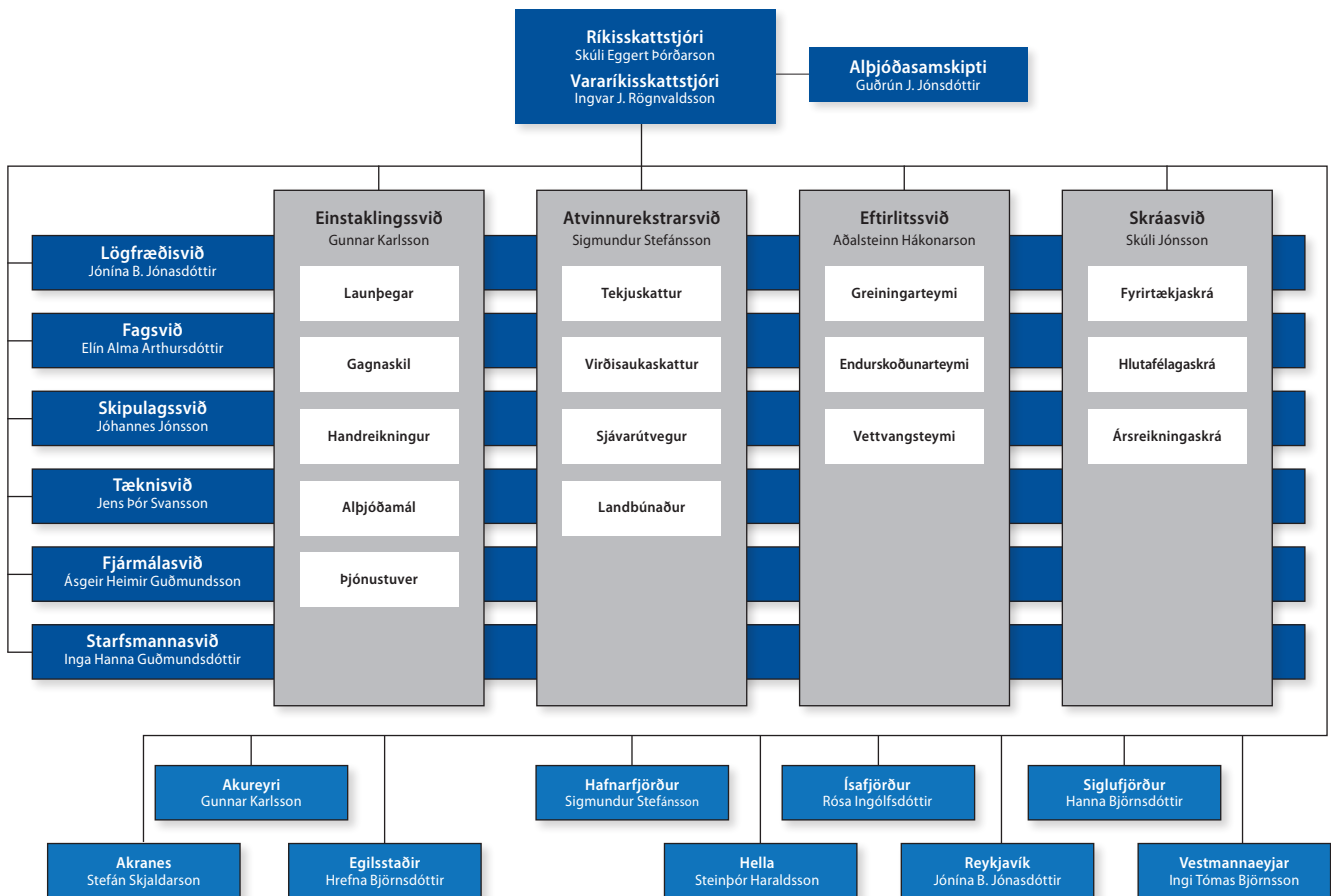 Ríkisskattstjóri
Skúli Eggert Þórðarson
Vararíkisskattstjóri
Ingvar J. Rögnvaldsson
Alþjóðasamskipti
Guðrún J. Jónsdóttir
Einstaklingssvið
Gunnar Karlsson
Launþegar
Gagnaskil
Handreikningur
Alþjóðamál
Þjónustuver
Atvinnurekstrarsvið
Sigmundur Stefánsson
Tekjuskattur
Virðisaukaskattur
Sjávarútvegur
Landbúnaður
Eftirlitssvið
Aðalsteinn Hákonarson
Greiningarteymi
Endurskoðunarteymi
Vettvangsteymi
Skráasvið
Skúli Jónsson
Fyrirtækjaskrá
Hlutafélagaskrá
Ársreikningaskrá
Lögfræðisvið
Jónína B. Jónasdóttir
Fagsvið
Elín Alma Arthursdóttir
Skipulagssvið
Jóhannes Jónsson
Tæknisvið
Jens Þór Svansson
Fjármálasvið
Ásgeir Heimir Guðmundsson
Starfsmannasvið
Inga Hanna Guðmundsdóttir
Akureyri
Gunnar Karlsson
Hafnarfjörður
Sigmundur Stefánsson
Ísafjörður
Rósa Ingólfsdóttir
Siglufjörður
Hanna Björnsdóttir
Akranes
Stefán Skjaldarson
Egilsstaðir
Hrefna Björnsdóttir
Hella
Steinþór Haraldsson
Reykjavík
Jónína B. Jónasdóttir
Vestmannaeyjar
Ingi Tómas Björnsson